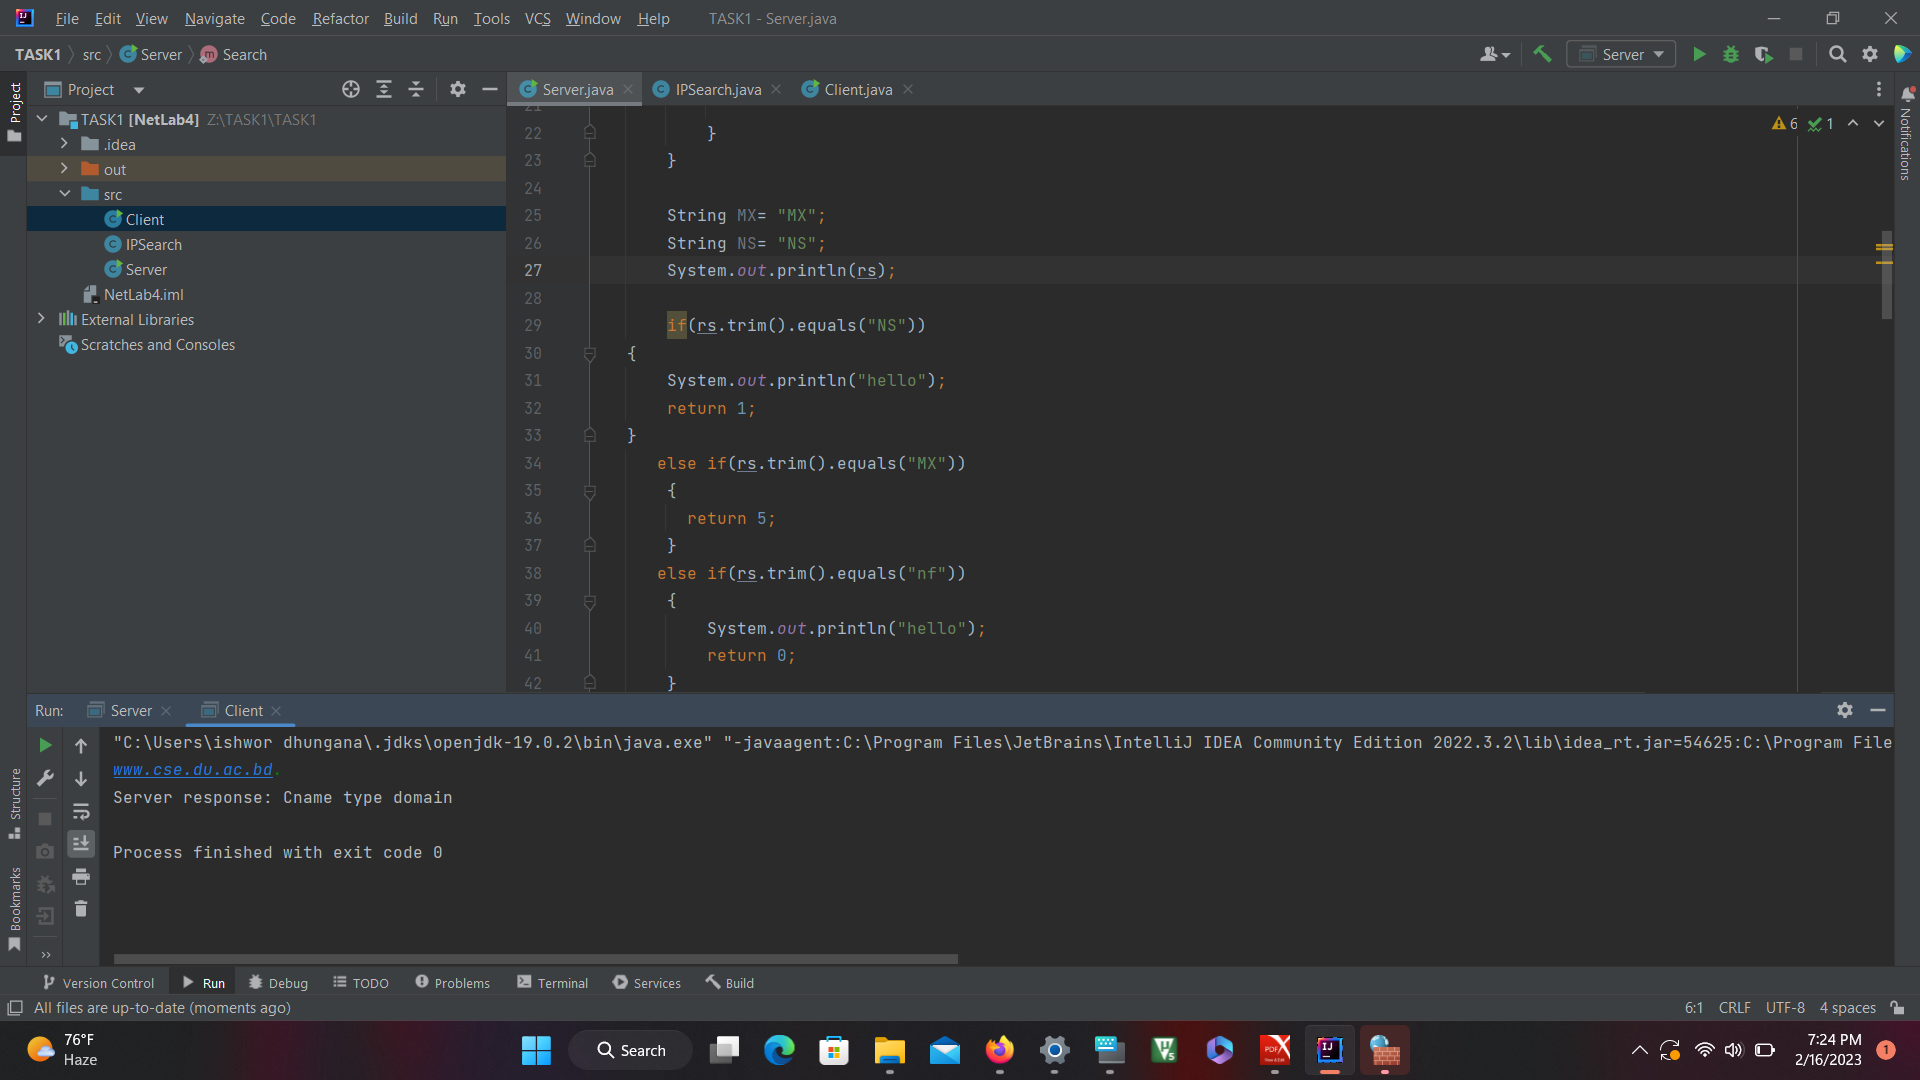 File Edit View Navigate Code Refactor Build Run Tools VCS Window Help TASK1 - Server.java
TASK1 src Server Search
Server
Project
Server.java IPSearch.java Client.java
Project
Notifications
TASK1 [NetLab4] Z:\TASK1\TASK1
.idea
out
src
Client
IPSearch
Server
NetLab4.iml
External Libraries
Scratches and Consoles
6 1
21
22 }
23 }
24
25 String MX= "MX";
26 String NS= "NS";
27 System.out.println(rs);
28
29 if(rs.trim().equals("NS"))
30 {
31 System.out.println("hello");
32 return 1;
33 }
34 else if(rs.trim().equals("MX"))
35 {
36 return 5;
37 }
38 else if(rs.trim().equals("nf"))
39 {
40 System.out.println("hello");
41 return 0;
42 }
Run: Server Client
"C:\Users\ishwor dhungana\.jdks\openjdk-19.0.2\bin\java.exe" "-javaagent:C:\Program Files\JetBrains\IntelliJ IDEA Community Edition 2022.3.2\lib\idea_rt.jar=54625:C:\Program File
www.cse.du.ac.bd.
Server response: Cname type domain
Process finished with exit code 0
Structure
Bookmarks
Version Control Run Debug TODO Problems Terminal Services Build
All files are up-to-date (moments ago) 6:1 CRLF UTF-8 4 spaces
76°F
Haze
Search
7:24 PM
2/16/2023
1